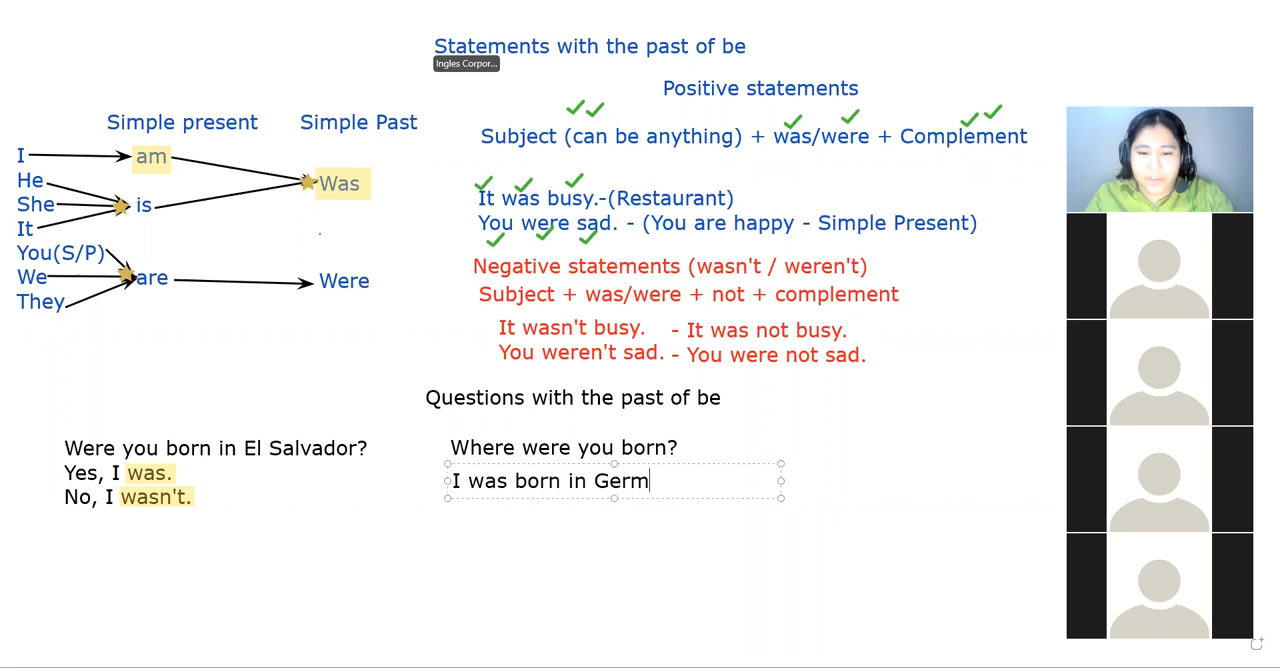 Statements with the past of be
Ingles Corpor...
Positive statements
Simple present
Simple Past
Subject (can be anything) + was/were + Complement
I
am
He
Was
She
is
It
You(S/P)
We
are
Were
They
It was busy.-(Restaurant)
You were sad. - (You are happy - Simple Present)
Negative statements (wasn't / weren't)
Subject + was/were + not + complement
It wasn't busy. - It was not busy.
You weren't sad. - You were not sad.
Questions with the past of be
Were you born in El Salvador?
Yes, I was.
No, I wasn't.
Where were you born?
I was born in Germ